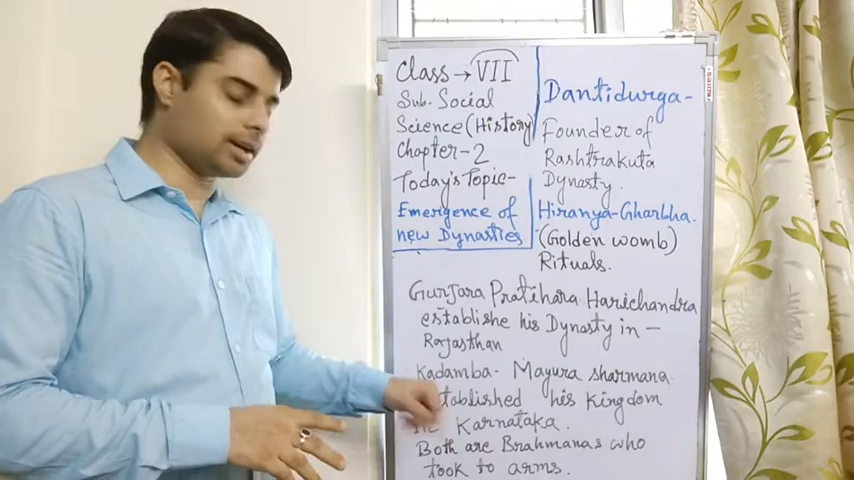 Class → VII
Sub. Social
Science (History)
Chapter - 2
Today's Topic -
Emergence of
new Dynasties
Dantidurga -
Founder of
Rashtrakuta
Dynasty.
Hiranya-Gharbha.
(Golden womb)
Rituals.
Gurjara Pratihara Harichandra
establishe his Dynasty in —
Rajasthan
Kadamba - Mayura sharmana
established his Kingdom
Karnataka.
Both are Brahmanas who
took to arms.
KORES